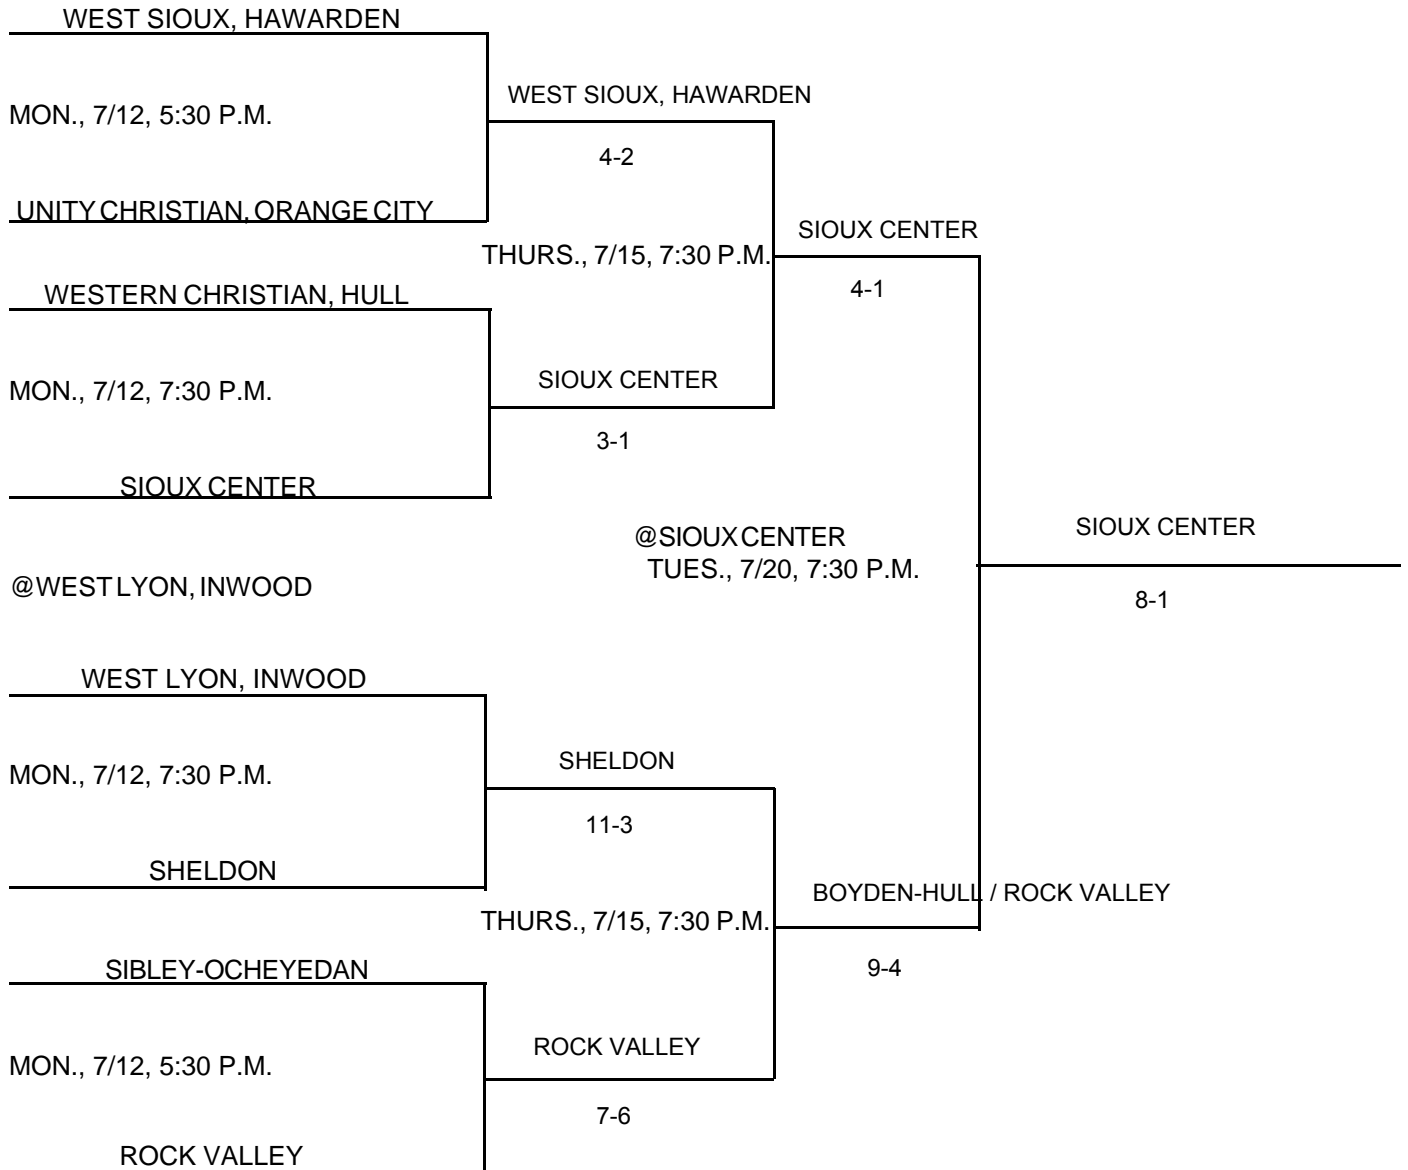 WEST SIOUX, HAWARDEN
WEST SIOUX, HAWARDEN
MON., 7/12, 5:30 P.M.
4-2
UNITY CHRISTIAN, ORANGE CITY
SIOUX CENTER
THURS., 7/15, 7:30 P.M.
4-1
WESTERN CHRISTIAN, HULL
SIOUX CENTER
MON., 7/12, 7:30 P.M.
3-1
SIOUX CENTER
@SIOUX CENTER
TUES., 7/20, 7:30 P.M.
SIOUX CENTER
8-1
@WEST LYON, INWOOD
WEST LYON, INWOOD
SHELDON
MON., 7/12, 7:30 P.M.
11-3
SHELDON
BOYDEN-HULL / ROCK VALLEY
THURS., 7/15, 7:30 P.M.
9-4
SIBLEY-OCHEYEDAN
ROCK VALLEY
MON., 7/12, 5:30 P.M.
7-6
ROCK VALLEY